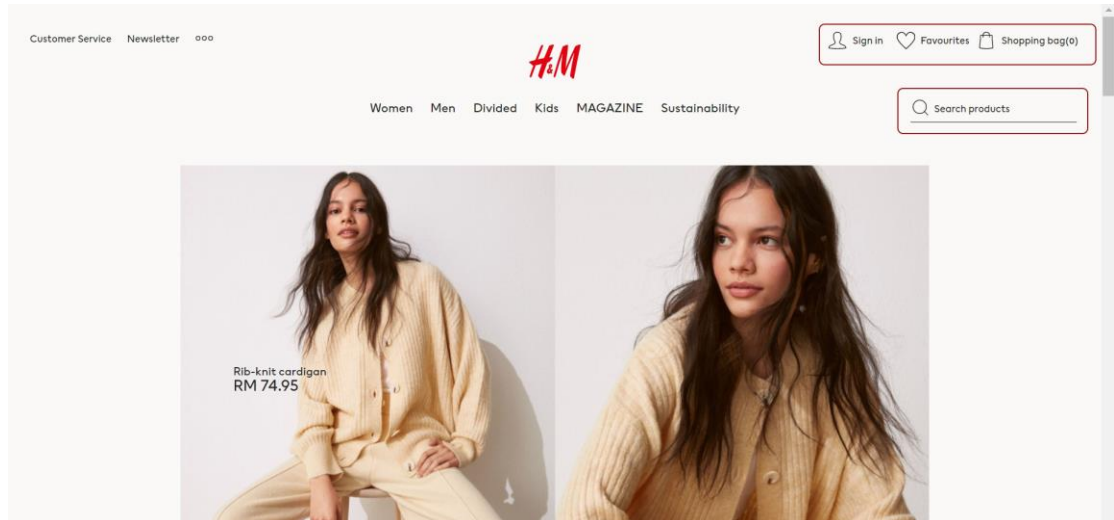 Customer Service Newsletter ooo
Sign in Favourites Shopping bag(0)
H&M
Women Men Divided Kids MAGAZINE Sustainability
Search products
Rib-knit cardigan
RM 74.95